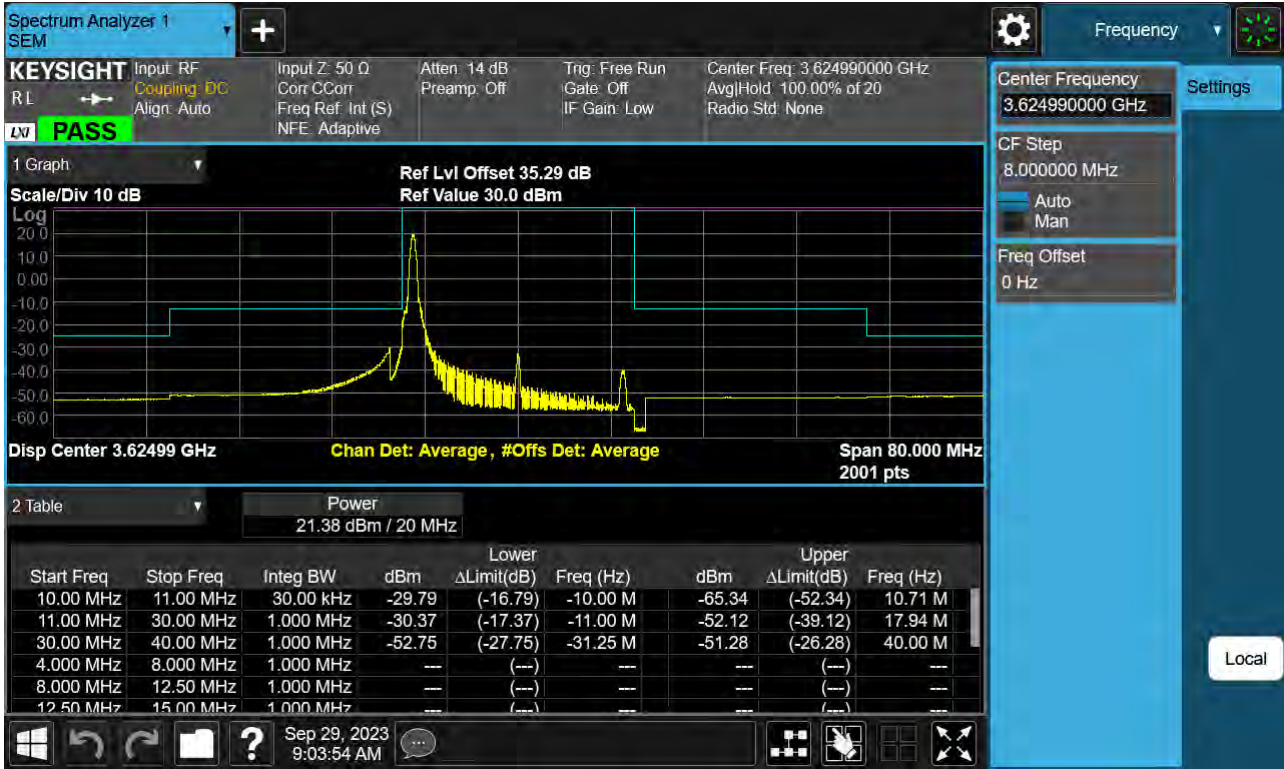 Spectrum Analyzer 1
SEM
+
Frequency
KEYSIGHT
R L
LXI
PASS
Input: RF
Coupling: DC
Align: Auto
Input Z: 50 Ω
Corr CCorr
Freq Ref: Int (S)
NFE: Adaptive
Atten: 14 dB
Preamp: Off
Trig: Free Run
Gate: Off
IF Gain: Low
Center Freq: 3.624990000 GHz
Avg|Hold: 100.00% of 20
Radio Std: None
Center Frequency
3.624990000 GHz
Settings
CF Step
8.000000 MHz
Auto
Man
Freq Offset
0 Hz
Local
1 Graph
Scale/Div 10 dB
Ref Lvl Offset 35.29 dB
Ref Value 30.0 dBm
Log
20.0
10.0
0.00
-10.0
-20.0
-30.0
-40.0
-50.0
-60.0
Disp Center 3.62499 GHz Chan Det: Average, #Offs Det: Average Span 80.000 MHz
2001 pts
2 Table
Power
21.38 dBm / 20 MHz
Lower Upper
Start Freq Stop Freq Integ BW dBm ΔLimit(dB) Freq (Hz) dBm ΔLimit(dB) Freq (Hz)
10.00 MHz 11.00 MHz 30.00 kHz -29.79 (-16.79) -10.00 M -65.34 (-52.34) 10.71 M
11.00 MHz 30.00 MHz 1.000 MHz -30.37 (-17.37) -11.00 M -52.12 (-39.12) 17.94 M
30.00 MHz 40.00 MHz 1.000 MHz -52.75 (-27.75) -31.25 M -51.28 (-26.28) 40.00 M
4.000 MHz 8.000 MHz 1.000 MHz --- (---) --- --- (---) ---
8.000 MHz 12.50 MHz 1.000 MHz --- (---) --- --- (---) ---
12.50 MHz 15.00 MHz 1.000 MHz --- (---) --- --- (---) ---
?
Sep 29, 2023
9:03:54 AM